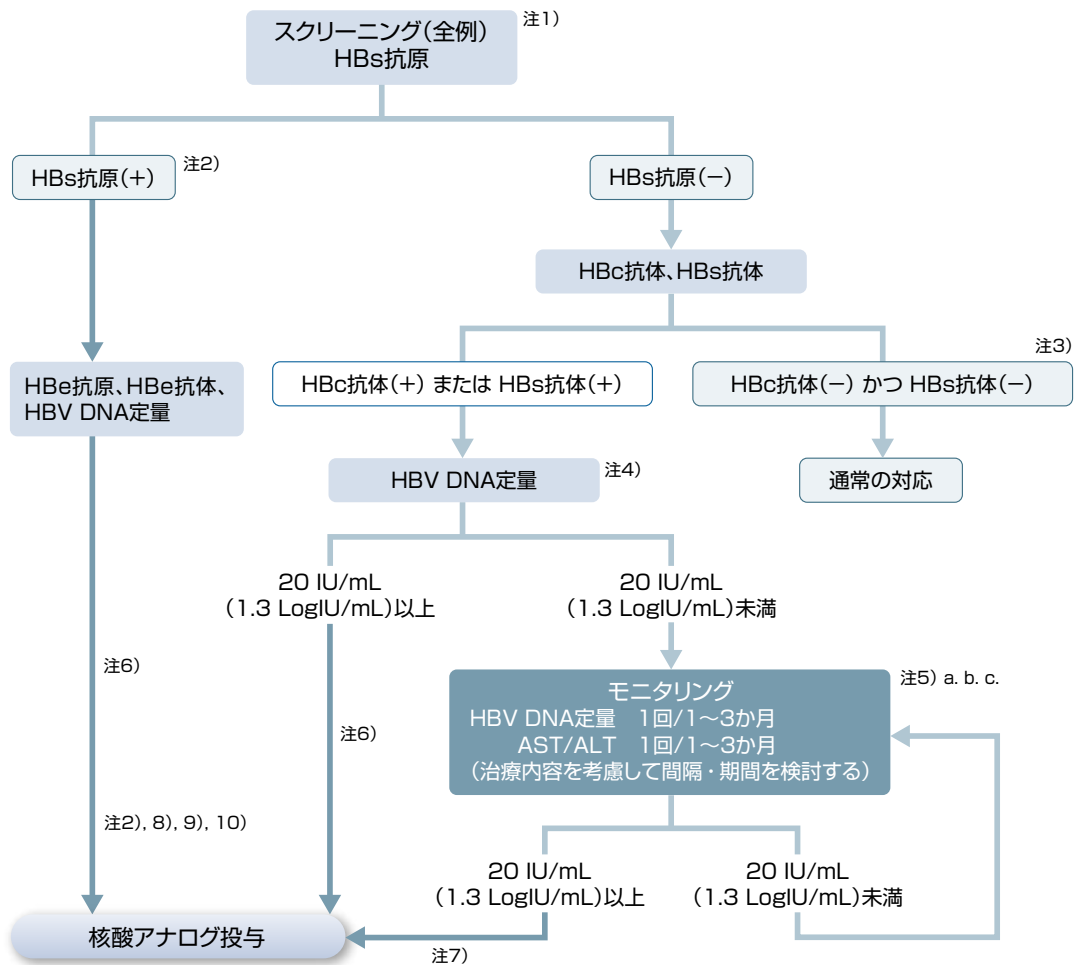 スクリーニング(全例)
HBs抗原
注1)
HBs抗原(+)
注2)
HBs抗原(−)
HBc抗体、HBs抗体
注3)
HBc抗体(+) または HBs抗体(+)
HBc抗体(−) かつ HBs抗体(−)
HBe抗原、HBe抗体、
HBV DNA定量
HBV DNA定量
注4)
通常の対応
20 IU/mL
(1.3 LogIU/mL)以上
20 IU/mL
(1.3 LogIU/mL)未満
注6)
注6)
モニタリング
注5) a. b. c.
HBV DNA定量 1回/1〜3か月
AST/ALT 1回/1〜3か月
(治療内容を考慮して間隔・期間を検討する)
注2), 8), 9), 10)
20 IU/mL
(1.3 LogIU/mL)以上
20 IU/mL
(1.3 LogIU/mL)未満
核酸アナログ投与
注7)